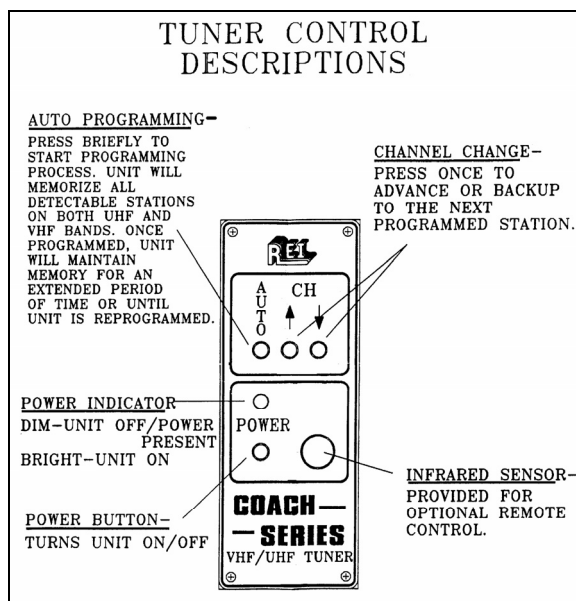 TUNER CONTROL
DESCRIPTIONS
AUTO PROGRAMMING-
PRESS BRIEFLY TO
START PROGRAMMING
PROCESS. UNIT WILL
MEMORIZE ALL
DETECTABLE STATIONS
ON BOTH UHF AND
VHF BANDS. ONCE
PROGRAMMED, UNIT
WILL MAINTAIN
MEMORY FOR AN
EXTENDED PERIOD
OF TIME OR UNTIL
UNIT IS REPROGRAMMED.
CHANNEL CHANGE-
PRESS ONCE TO
ADVANCE OR BACKUP
TO THE NEXT
PROGRAMMED STATION.
REI
AUTO
CH
POWER INDICATOR
DIM-UNIT OFF/POWER
PRESENT
BRIGHT-UNIT ON
POWER
POWER BUTTON-
TURNS UNIT ON/OFF
INFRARED SENSOR-
PROVIDED FOR
OPTIONAL REMOTE
CONTROL.
COACH-
-SERIES
VHF/UHF TUNER